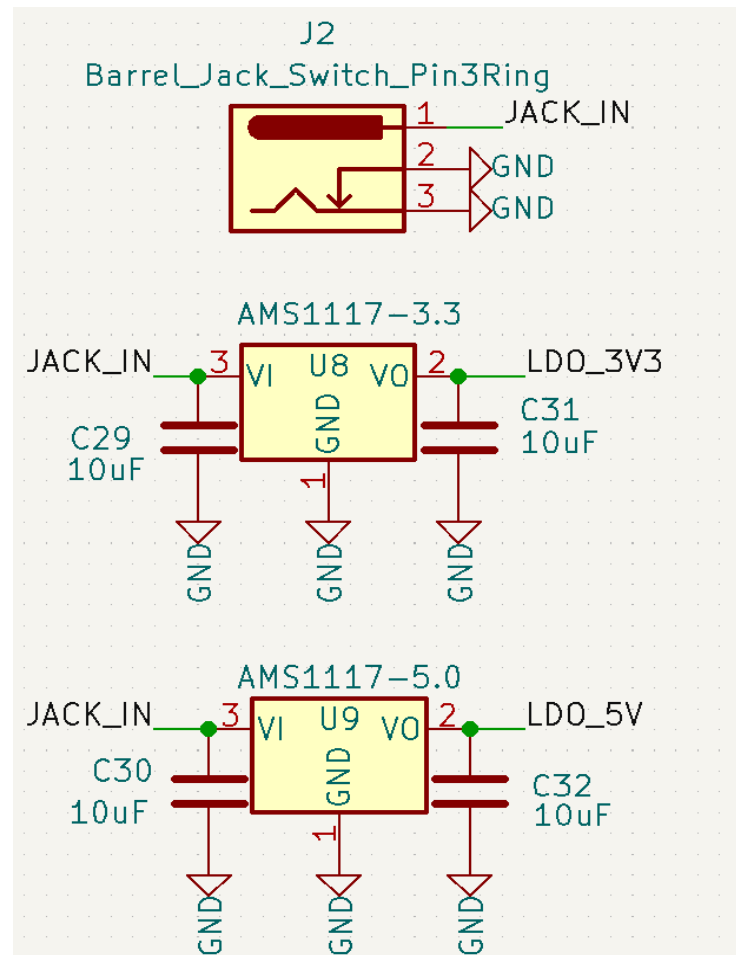 J2
Barrel_Jack_Switch_Pin3Ring
1 JACK_IN
2 GND
3 GND
AMS1117-3.3
JACK_IN 3 VI U8 VO 2 LDO_3V3
GND
C29
10uF
C31
10uF
1
GND
GND
GND
AMS1117-5.0
JACK_IN 3 VI U9 VO 2 LDO_5V
GND
C30
10uF
C32
10uF
1
GND
GND
GND